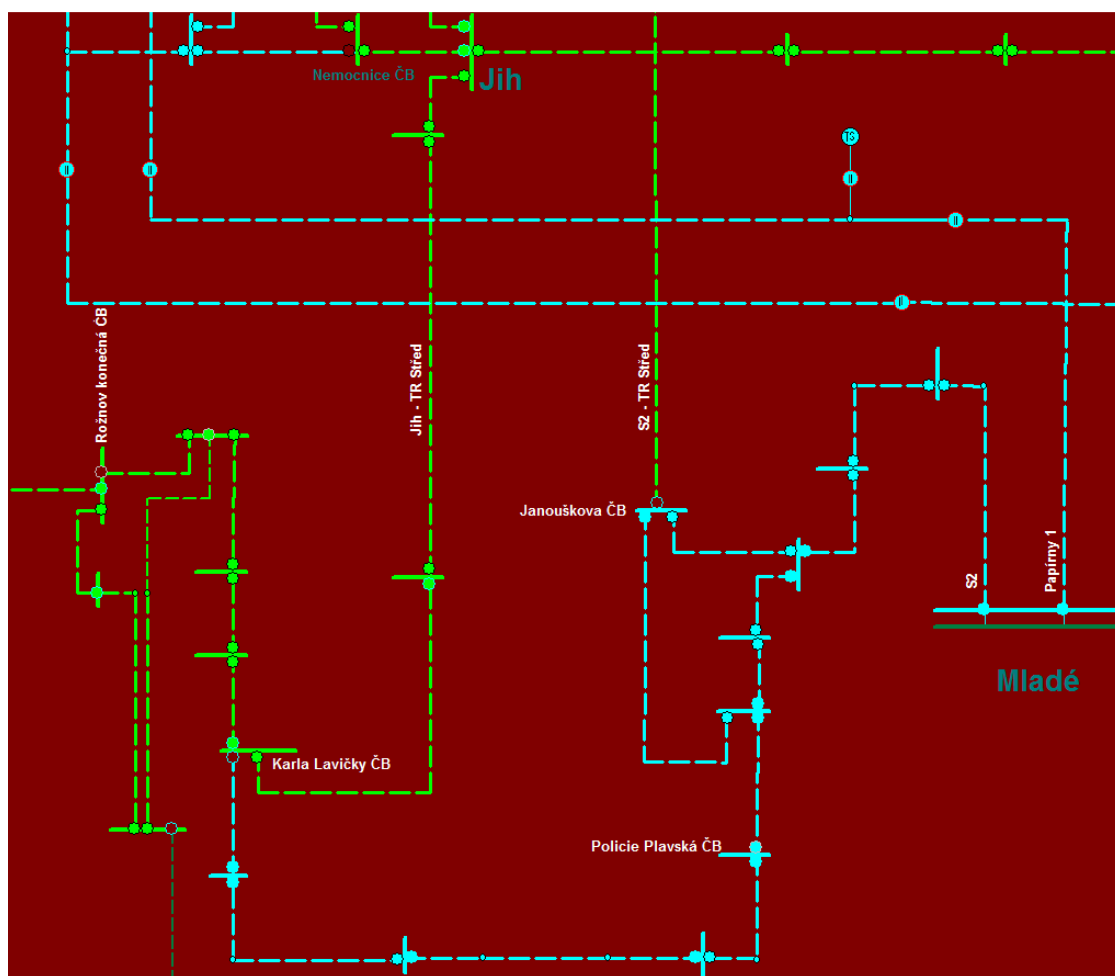 Nemocnice ČB
Jih
TS
Rožnov konečná ČB
Jih - TR Střed
S2 - TR Střed
Janouškova ČB
S2
Papírny 1
Mladé
Karla Lavičky ČB
Policie Plavská ČB